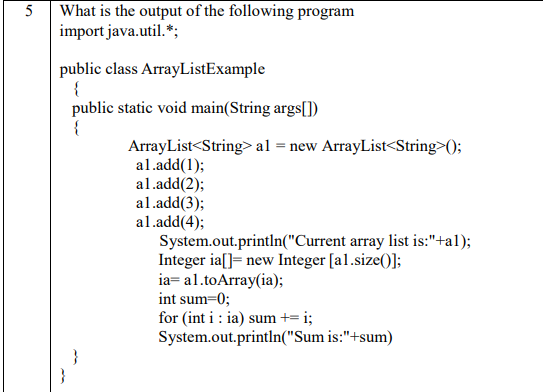 5 What is the output of the following program
import java.util.*;
public class ArrayListExample
{
public static void main(String args[])
{
ArrayList<String> a1 = new ArrayList<String>();
a1.add(1);
a1.add(2);
a1.add(3);
a1.add(4);
System.out.println("Current array list is:"+a1);
Integer ia[]= new Integer [a1.size()];
ia= a1.toArray(ia);
int sum=0;
for (int i : ia) sum += i;
System.out.println("Sum is:"+sum)
}
}